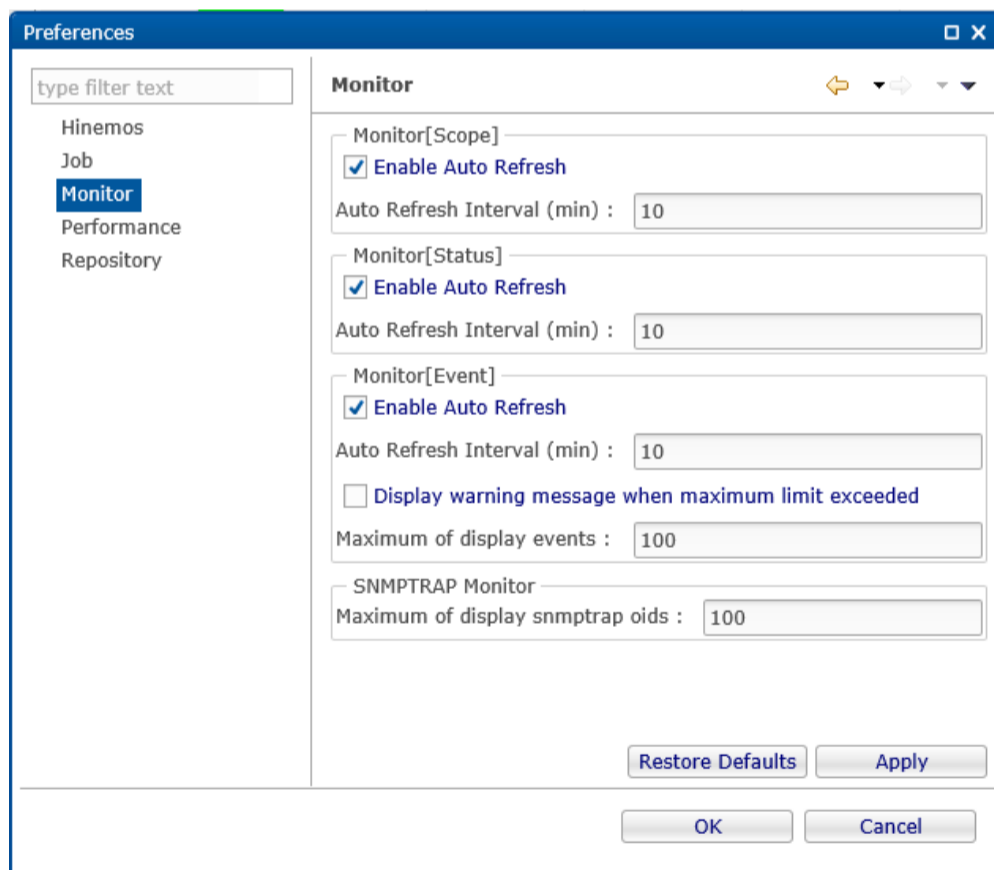 Preferences
type filter text
Hinemos
Job
Monitor
Performance
Repository
Monitor
Monitor[Scope]
Enable Auto Refresh
Auto Refresh Interval (min) : 10
Monitor[Status]
Enable Auto Refresh
Auto Refresh Interval (min) : 10
Monitor[Event]
Enable Auto Refresh
Auto Refresh Interval (min) : 10
Display warning message when maximum limit exceeded
Maximum of display events : 100
SNMPTRAP Monitor
Maximum of display snmptrap oids : 100
Restore Defaults Apply
OK Cancel